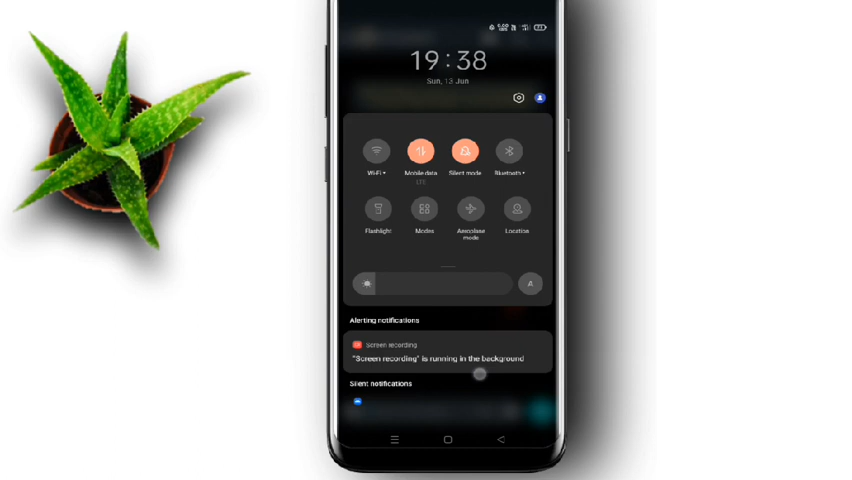 19:38
Sun, 13 Jun
Wi-Fi
Mobile data
LTE
Silent mode
Bluetooth
Flashlight
Modes
Aeroplane mode
Location
A
Alerting notifications
Screen recording
"Screen recording" is running in the background
Silent notifications